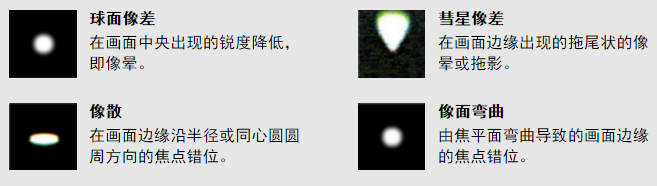 球面像差
在画面中央出现的锐度降低，
即像晕。
彗星像差
在画面边缘出现的拖尾状的像
晕或拖影。
像散
在画面边缘沿半径或同心圆圆
周方向的焦点错位。
像面弯曲
由焦平面弯曲导致的画面边缘
的焦点错位。